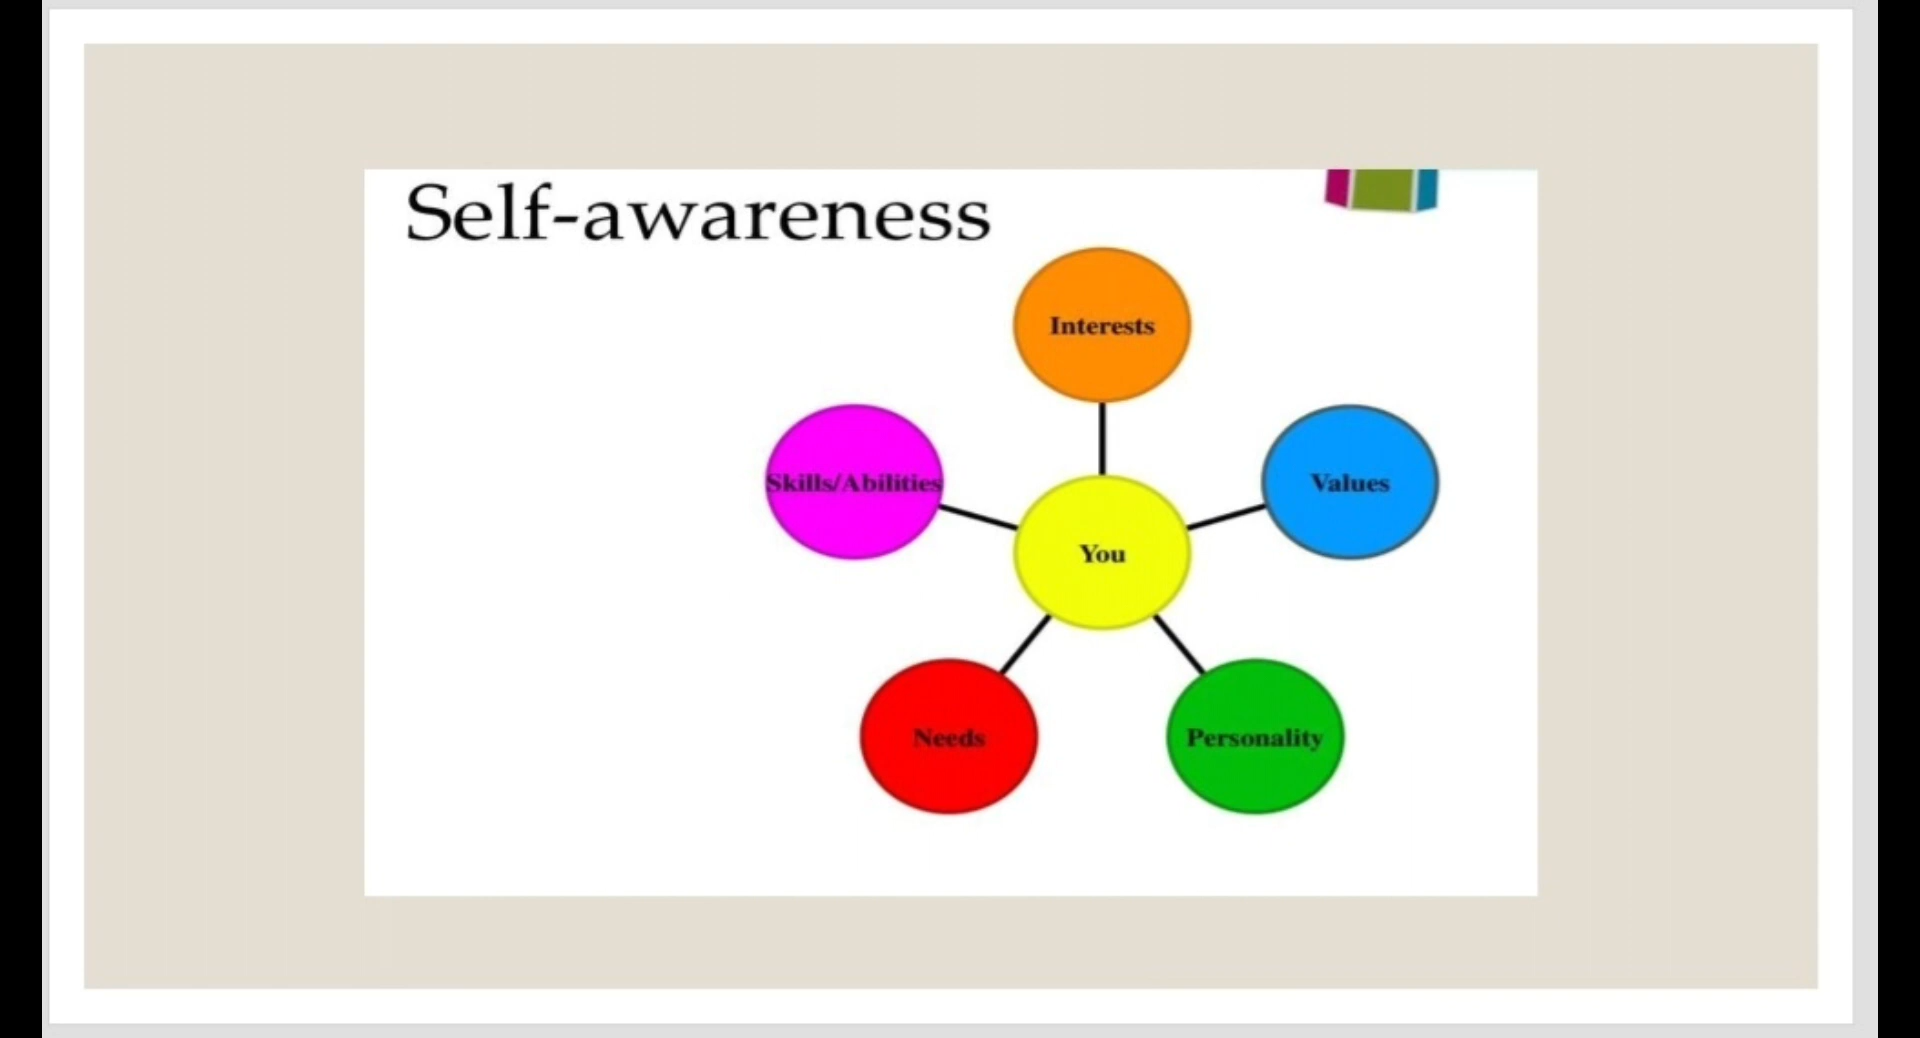 Self-awareness
Interests
Skills/Abilities
Values
You
Needs
Personality